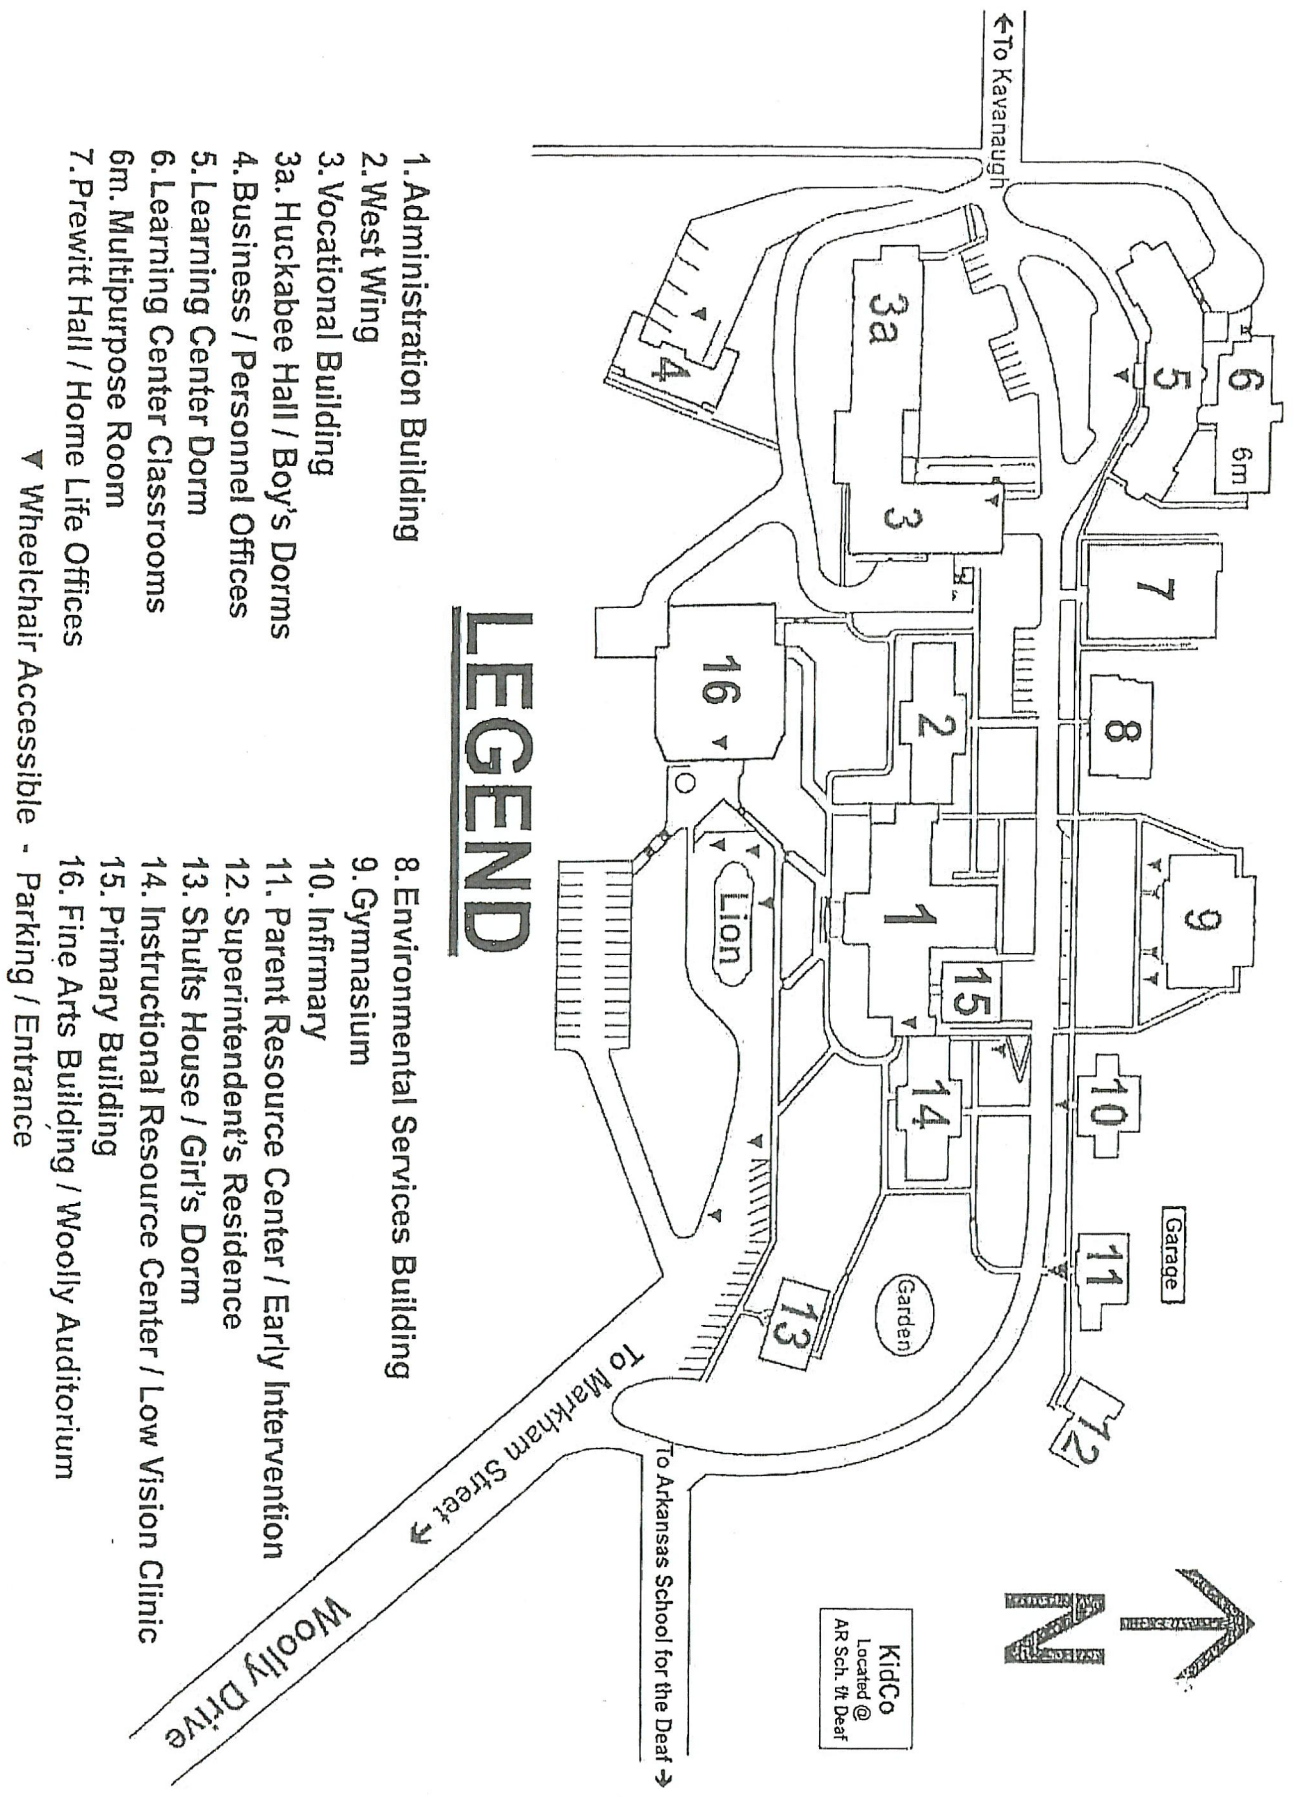 ←To Kavanaugh
6
6m
5
7
8
9
10
11
Garage
12
3a
3
4
2
1
15
14
16
Lion
13
Garden
N
KidCo
Located @
AR Sch. f/t Deaf
To Arkansas School for the Deaf→
To Markham Street →
Woolly Drive
LEGEND
1. Administration Building
2. West Wing
3. Vocational Building
3a. Huckabee Hall / Boy's Dorms
4. Business / Personnel Offices
5. Learning Center Dorm
6. Learning Center Classrooms
6m. Multipurpose Room
7. Prewitt Hall / Home Life Offices
8. Environmental Services Building
9. Gymnasium
10. Infirmary
11. Parent Resource Center / Early Intervention
12. Superintendent's Residence
13. Shults House / Girl's Dorm
14. Instructional Resource Center / Low Vision Clinic
15. Primary Building
16. Fine Arts Building / Woolly Auditorium
▼ Wheelchair Accessible - Parking / Entrance